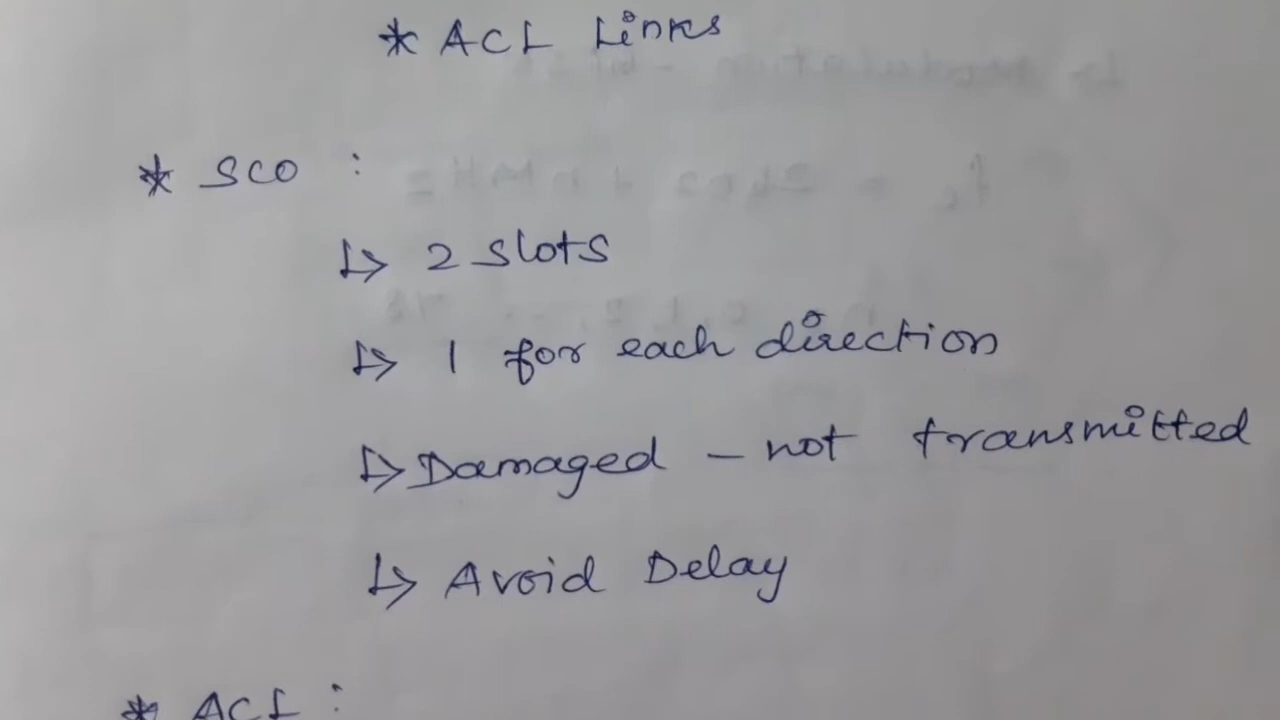 * ACL Links
* SCO :
↳ 2 slots
↳ 1 for each direction
↳ Damaged - not transmitted
↳ Avoid Delay
* ACL :